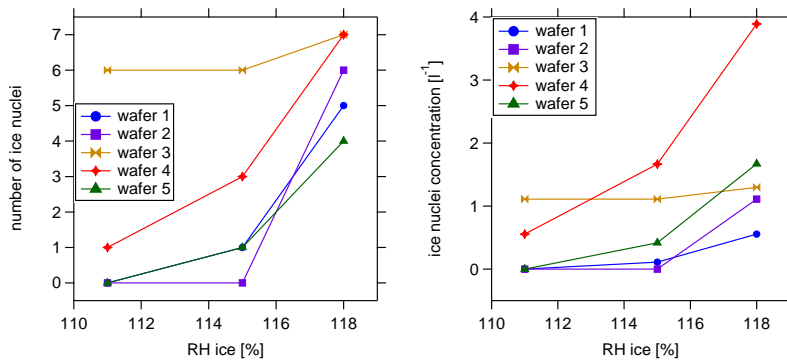 7
6
5
4
3
2
1
0
number of ice nuclei
wafer 1
wafer 2
wafer 3
wafer 4
wafer 5
110 112 114 116 118
RH ice [%]
4
3
2
1
0
ice nuclei concentration [l⁻¹]
wafer 1
wafer 2
wafer 3
wafer 4
wafer 5
110 112 114 116 118
RH ice [%]